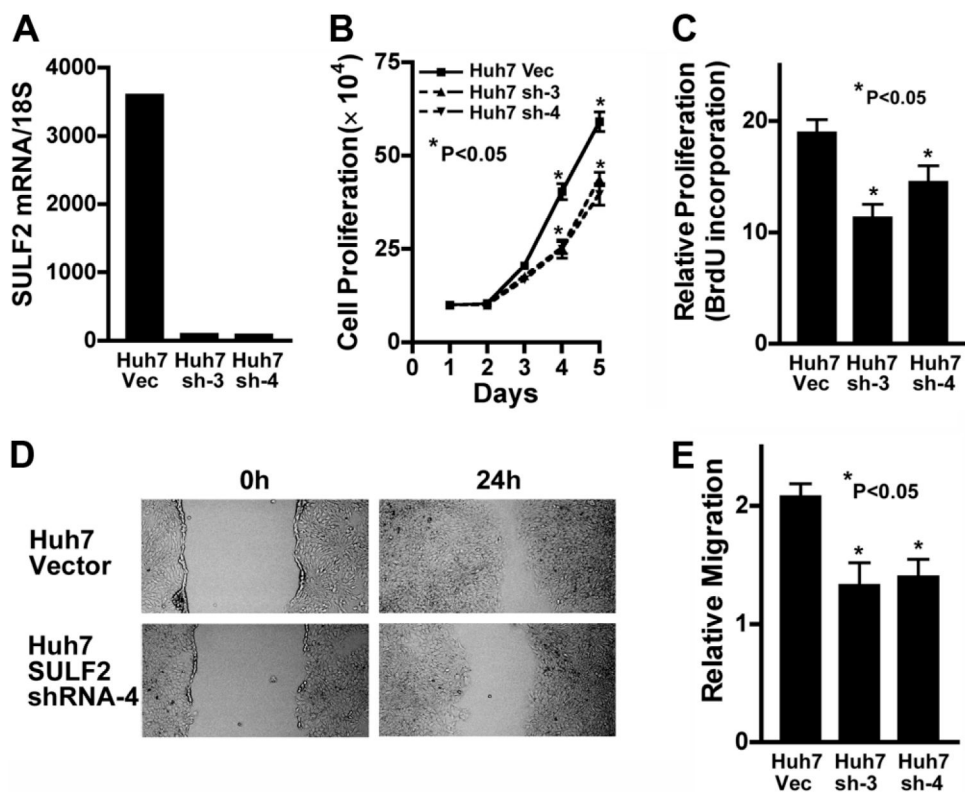 A
SULF2 mRNA/18S
4000
3000
2000
1000
0
Huh7 Huh7 Huh7
Vec sh-3 sh-4
B
Cell Proliferation(× 10⁴)
75
50
25
0
Huh7 Vec
Huh7 sh-3
Huh7 sh-4
*P<0.05
*
*
*
*
0 1 2 3 4 5
Days
C
Relative Proliferation
(BrdU incorporation)
20
10
0
*P<0.05
*
*
Huh7 Huh7 Huh7
Vec sh-3 sh-4
D
0h 24h
Huh7
Vector
Huh7
SULF2
shRNA-4
E
Relative Migration
2
1
0
*P<0.05
* *
Huh7 Huh7 Huh7
Vec sh-3 sh-4